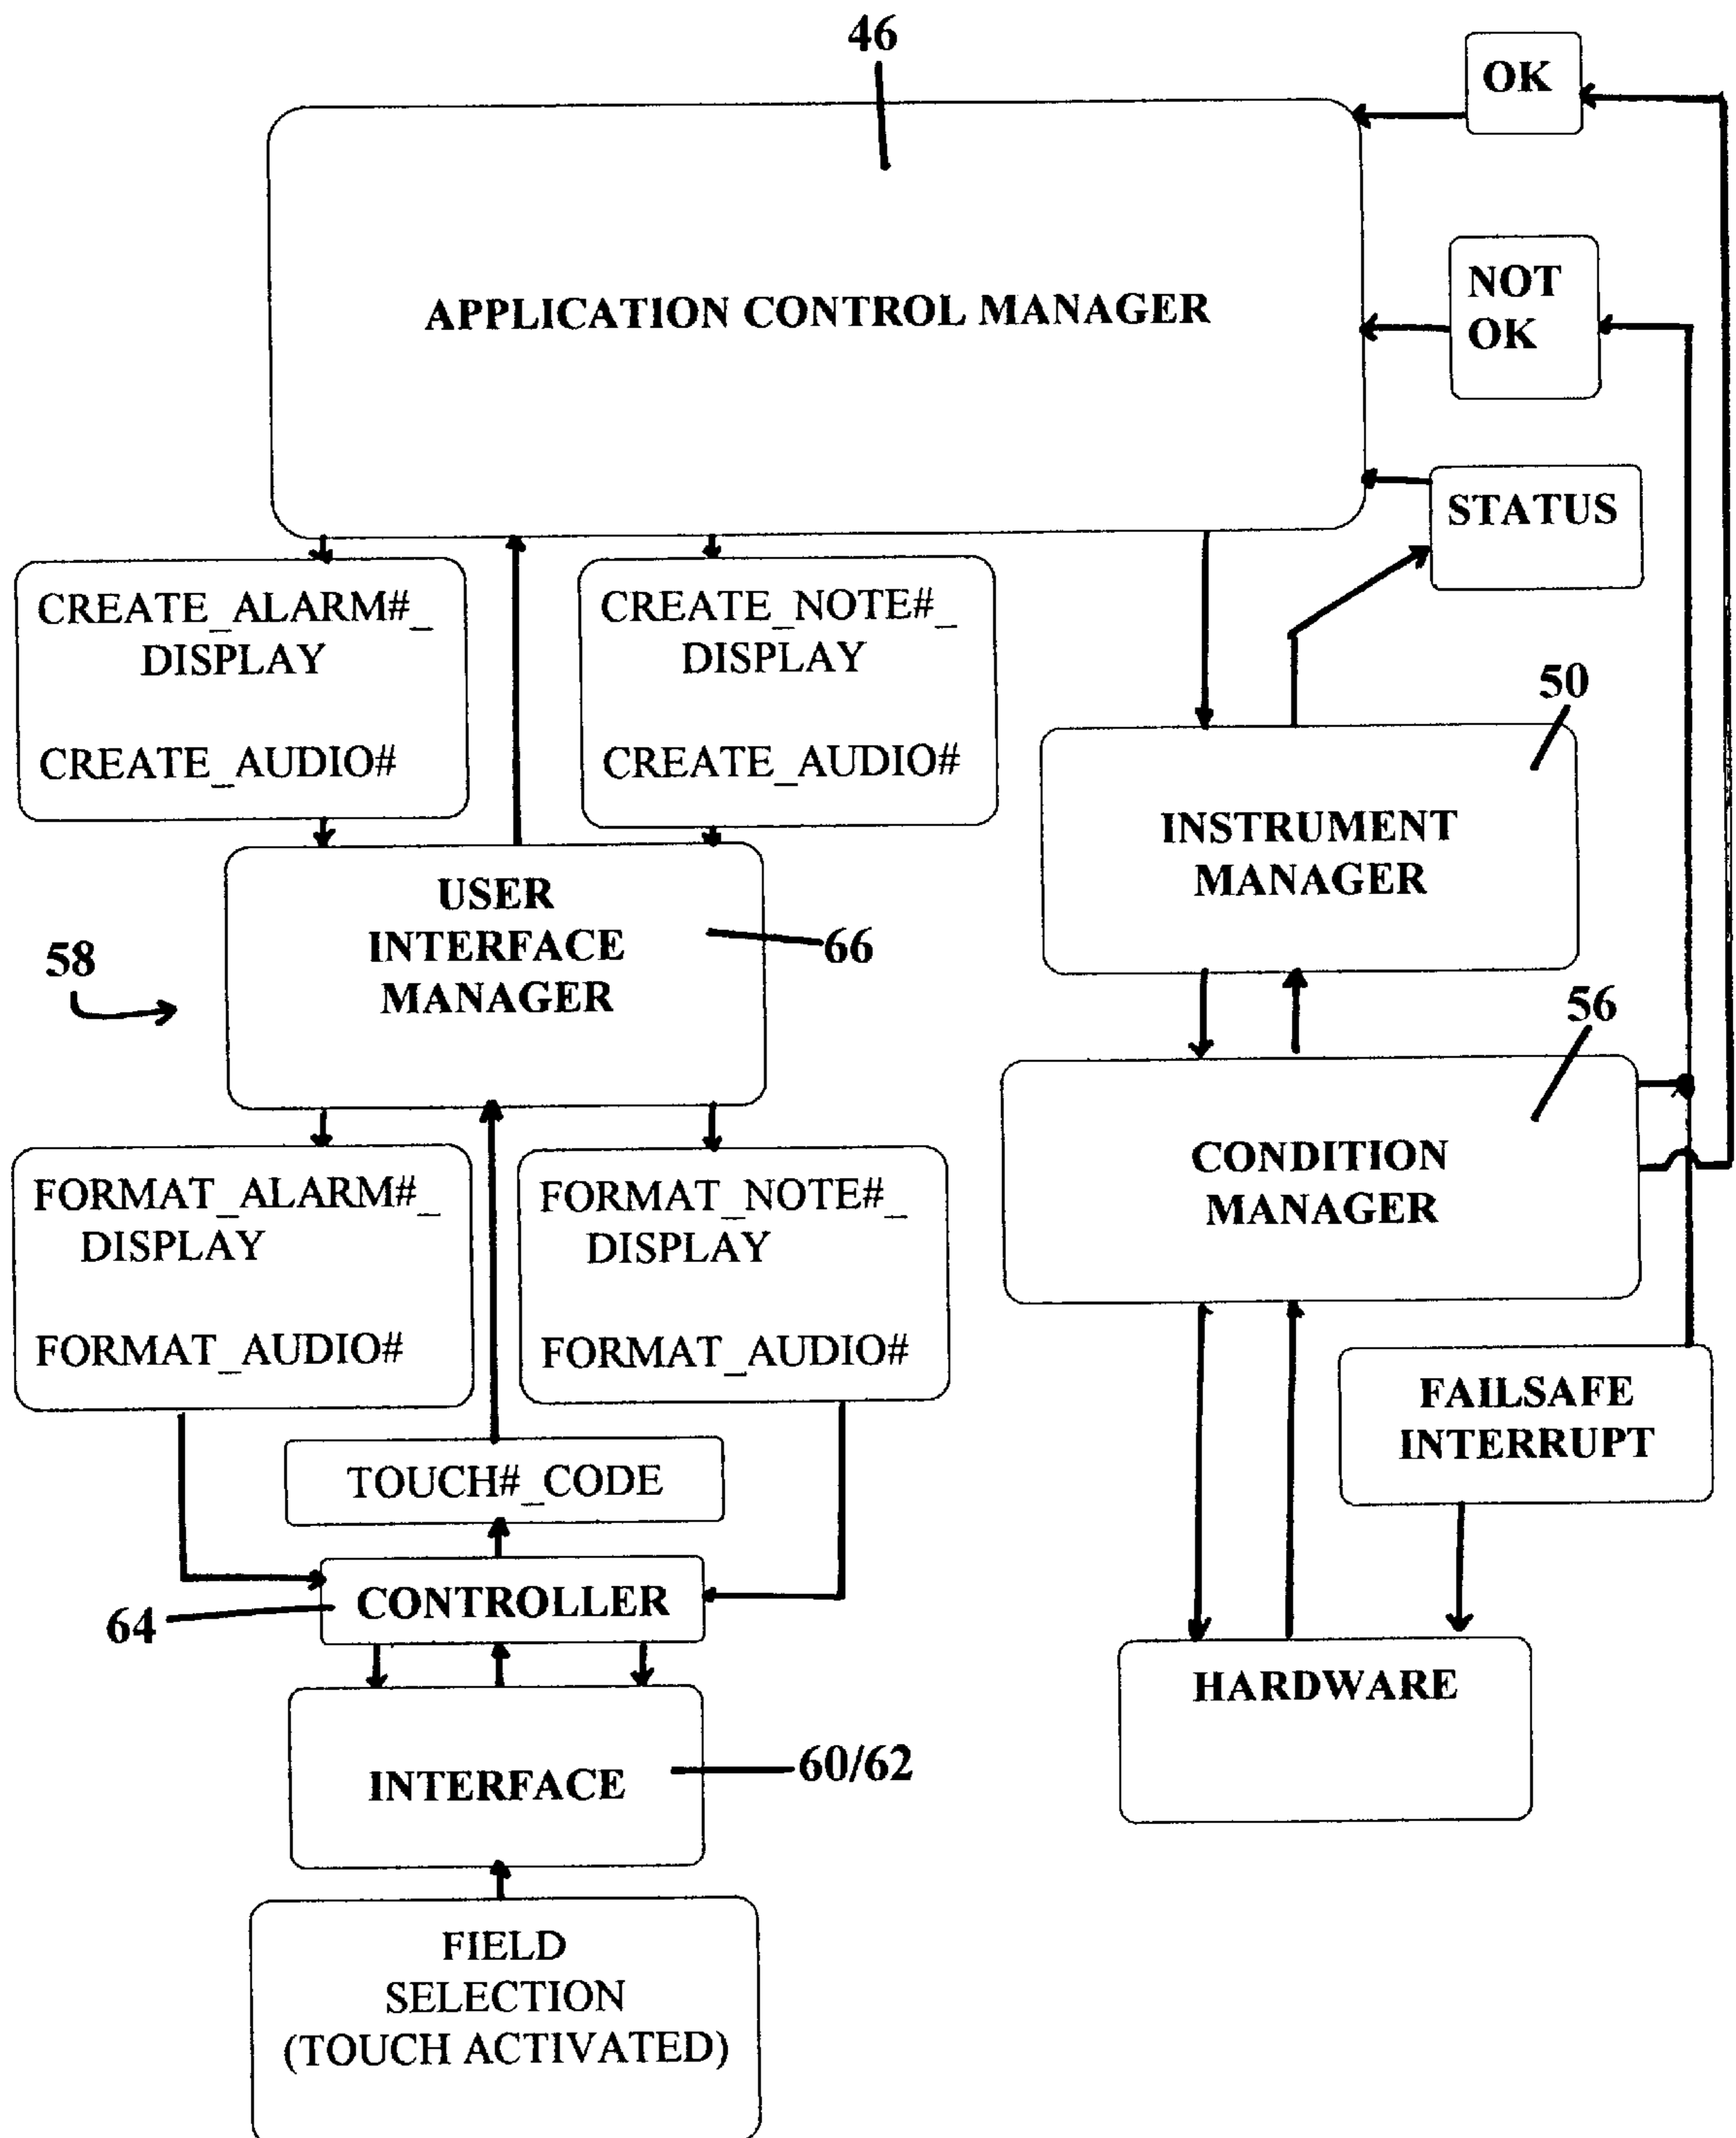 46
OK
APPLICATION CONTROL MANAGER
NOT
OK
STATUS
CREATE_ALARM#_
DISPLAY
CREATE_AUDIO#
CREATE_NOTE#_
DISPLAY
CREATE_AUDIO#
50
INSTRUMENT
MANAGER
USER
INTERFACE
MANAGER
66
58
56
CONDITION
MANAGER
FORMAT_ALARM#_
DISPLAY
FORMAT_AUDIO#
FORMAT_NOTE#_
DISPLAY
FORMAT_AUDIO#
FAILSAFE
INTERRUPT
TOUCH#_CODE
CONTROLLER
64
HARDWARE
INTERFACE
60/62
FIELD
SELECTION
(TOUCH ACTIVATED)